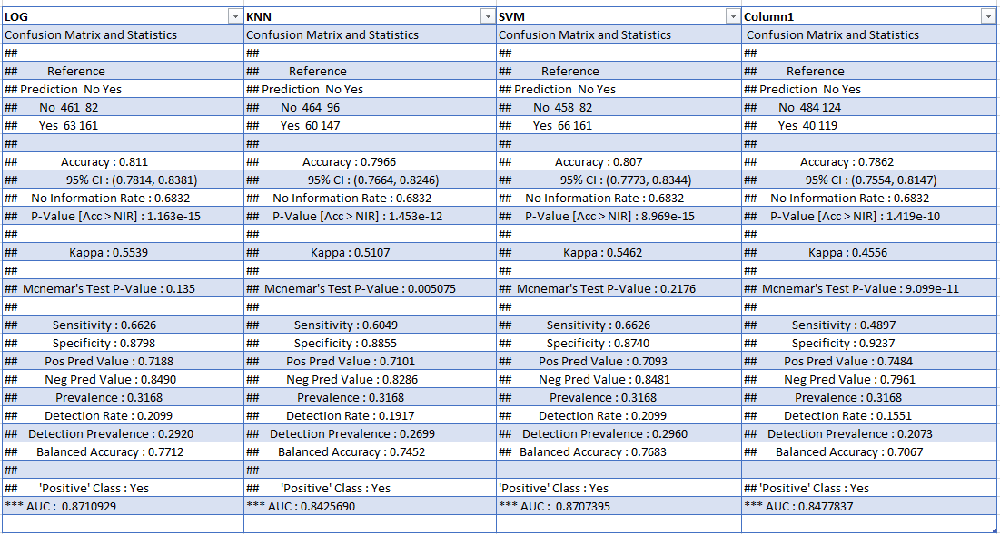 LOG KNN SVM Column1
Confusion Matrix and Statistics Confusion Matrix and Statistics Confusion Matrix and Statistics Confusion Matrix and Statistics
## ## ## ##
## Reference ## Reference ## Reference ## Reference
## Prediction No Yes ## Prediction No Yes ## Prediction No Yes ## Prediction No Yes
## No 461 82 ## No 464 96 ## No 458 82 ## No 484 124
## Yes 63 161 ## Yes 60 147 ## Yes 66 161 ## Yes 40 119
## ## ## ##
## Accuracy : 0.811 ## Accuracy : 0.7966 ## Accuracy : 0.807 ## Accuracy : 0.7862
## 95% CI : (0.7814, 0.8381) ## 95% CI : (0.7664, 0.8246) ## 95% CI : (0.7773, 0.8344) ## 95% CI : (0.7554, 0.8147)
## No Information Rate : 0.6832 ## No Information Rate : 0.6832 ## No Information Rate : 0.6832 ## No Information Rate : 0.6832
## P-Value [Acc > NIR] : 1.163e-15 ## P-Value [Acc > NIR] : 1.453e-12 ## P-Value [Acc > NIR] : 8.969e-15 ## P-Value [Acc > NIR] : 1.419e-10
## ## ## ##
## Kappa : 0.5539 ## Kappa : 0.5107 ## Kappa : 0.5462 ## Kappa : 0.4556
## ## ## ##
## Mcnemar's Test P-Value : 0.135 ## Mcnemar's Test P-Value : 0.005075 ## Mcnemar's Test P-Value : 0.2176 ## Mcnemar's Test P-Value : 9.099e-11
## ## ## ##
## Sensitivity : 0.6626 ## Sensitivity : 0.6049 ## Sensitivity : 0.6626 ## Sensitivity : 0.4897
## Specificity : 0.8798 ## Specificity : 0.8855 ## Specificity : 0.8740 ## Specificity : 0.9237
## Pos Pred Value : 0.7188 ## Pos Pred Value : 0.7101 ## Pos Pred Value : 0.7093 ## Pos Pred Value : 0.7484
## Neg Pred Value : 0.8490 ## Neg Pred Value : 0.8286 ## Neg Pred Value : 0.8481 ## Neg Pred Value : 0.7961
## Prevalence : 0.3168 ## Prevalence : 0.3168 ## Prevalence : 0.3168 ## Prevalence : 0.3168
## Detection Rate : 0.2099 ## Detection Rate : 0.1917 ## Detection Rate : 0.2099 ## Detection Rate : 0.1551
## Detection Prevalence : 0.2920 ## Detection Prevalence : 0.2699 ## Detection Prevalence : 0.2960 ## Detection Prevalence : 0.2073
## Balanced Accuracy : 0.7712 ## Balanced Accuracy : 0.7452 ## Balanced Accuracy : 0.7683 ## Balanced Accuracy : 0.7067
## ##
## 'Positive' Class : Yes ## 'Positive' Class : Yes 'Positive' Class : Yes ## 'Positive' Class : Yes
*** AUC : 0.8710929 *** AUC : 0.8425690 *** AUC : 0.8707395 *** AUC : 0.8477837